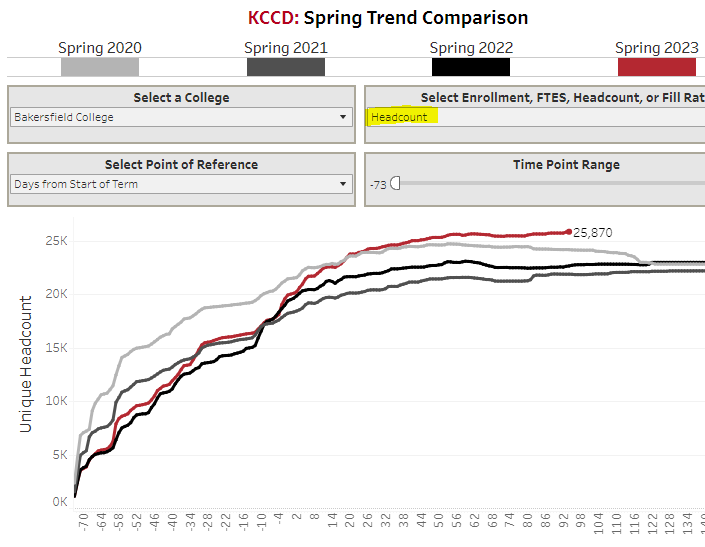 KCCD: Spring Trend Comparison
Spring 2020 Spring 2021 Spring 2022 Spring 2023
Select a College Select Enrollment, FTES, Headcount, or Fill Rat
Bakersfield College Headcount
Select Point of Reference Time Point Range
Days from Start of Term -73
25,870
25K
20K
15K
10K
5K
0K
Unique Headcount
-70 -64 -58 -52 -46 -40 -34 -28 -22 -16 -10 -4 2 8 14 20 26 32 38 44 50 56 62 68 74 80 86 92 98 104 110 116 122 128 134